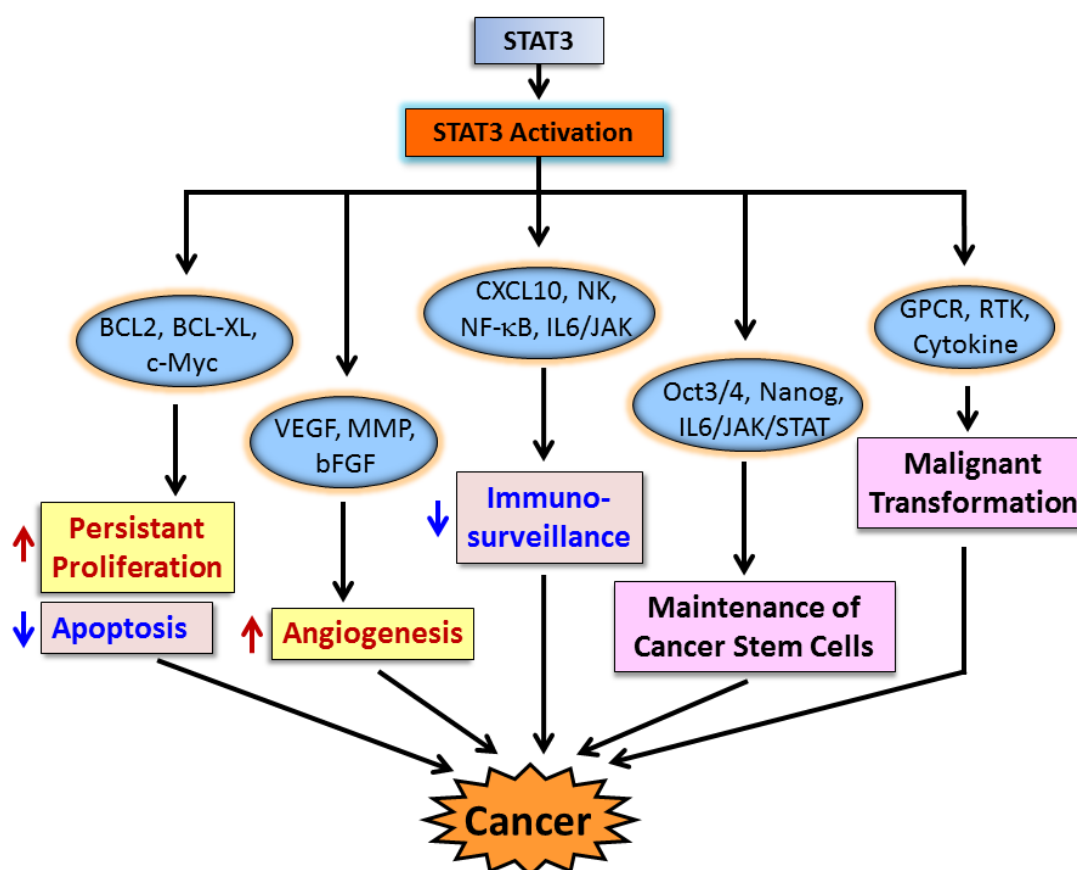 STAT3
STAT3 Activation
BCL2, BCL-XL,
c-Myc
VEGF, MMP,
bFGF
CXCL10, NK,
NF-κB, IL6/JAK
Oct3/4, Nanog,
IL6/JAK/STAT
GPCR, RTK,
Cytokine
Persistant
Proliferation
Apoptosis
Angiogenesis
Immuno-
surveillance
Maintenance of
Cancer Stem Cells
Malignant
Transformation
Cancer